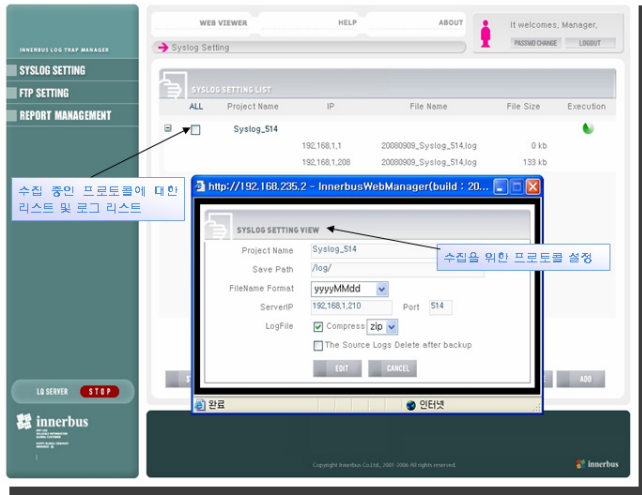 WEB VIEWER HELP ABOUT
It welcomes, Manager,
PASSWD CHANGE LOGOUT
INNERBUS LOG TRAP MANAGER
Syslog Setting
SYSLOG SETTING
FTP SETTING
REPORT MANAGEMENT
SYSLOG SETTING LIST
ALL Project Name IP File Name File Size Execution
Syslog_514
192,168,1,1 20080909_Syslog_514,log 0 kb
192,168,1,208 20080909_Syslog_514,log 133 kb
수집 중인 프로토콜에 대한
리스트 및 로그 리스트
http://192.168.235.2 - InnerbusWebManager(build : 20...
SYSLOG SETTING VIEW
수집을 위한 프로토콜 설정
Project Name Syslog_514
Save Path /log/
FileName Format yyyyMMdd
ServerIP 192,168,1,210 Port 514
LogFile Compress zip
The Source Logs Delete after backup
EDIT CANCEL
ADD
완료 인터넷
LG SERVER STOP
innerbus
Copyright Innerbus Co.Ltd, 2001-2006 All rights reserved.
innerbus